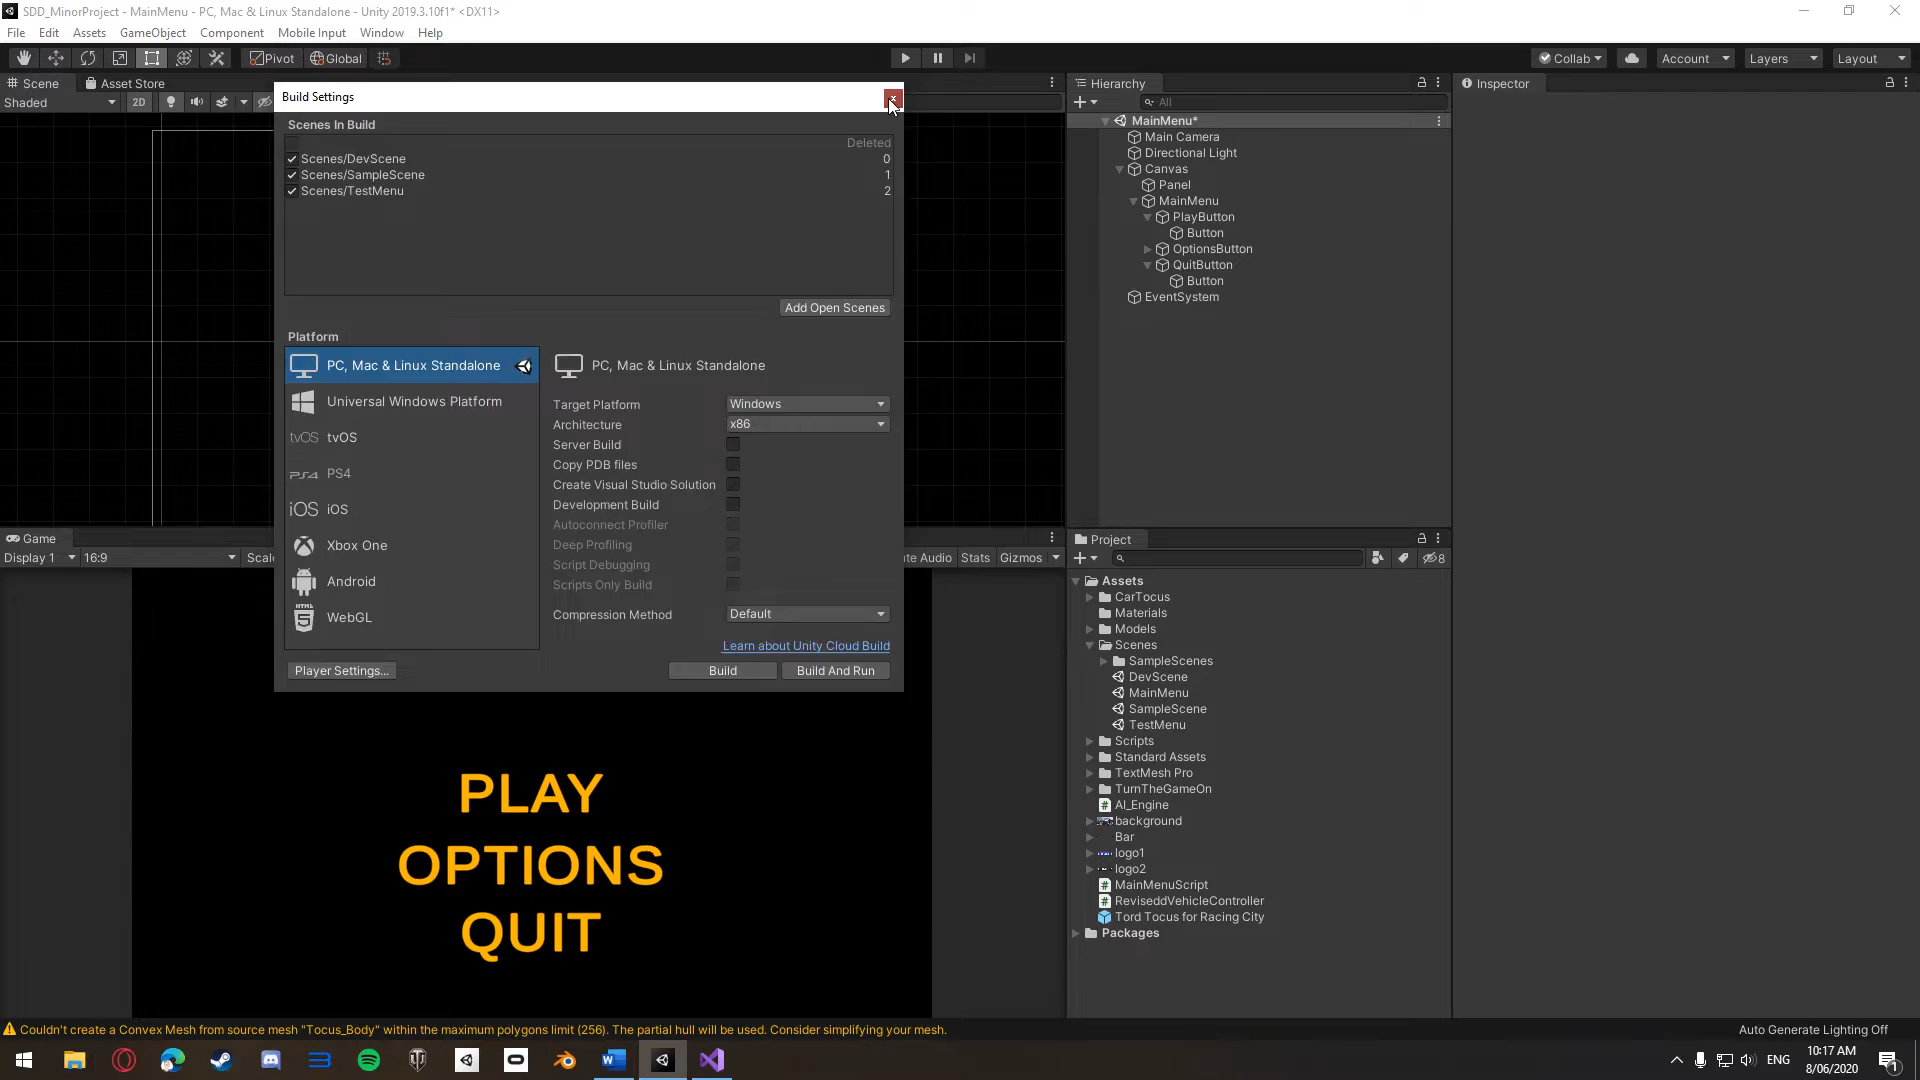 SDD_MinorProject - MainMenu - PC, Mac & Linux Standalone - Unity 2019.3.10f1* <DX11>
File Edit Assets GameObject Component Mobile Input Window Help
Pivot Global Collab Account Layers Layout
Scene Asset Store
Shaded 2D
Build Settings
Scenes In Build
Deleted
Scenes/DevScene 0
Scenes/SampleScene 1
Scenes/TestMenu 2
Add Open Scenes
Platform
PC, Mac & Linux Standalone
Universal Windows Platform
tvOS tvOS
PS4
iOS iOS
Xbox One
Android
HTML
WebGL
PC, Mac & Linux Standalone
Target Platform Windows
Architecture x86
Server Build
Copy PDB files
Create Visual Studio Solution
Development Build
Autoconnect Profiler
Deep Profiling
Script Debugging
Scripts Only Build
Compression Method Default
Learn about Unity Cloud Build
Player Settings... Build Build And Run
Game
Display 1 16:9 Scale
ute Audio Stats Gizmos
PLAY
OPTIONS
QUIT
Hierarchy
All
MainMenu*
Main Camera
Directional Light
Canvas
Panel
MainMenu
PlayButton
Button
OptionsButton
QuitButton
Button
EventSystem
Project
8
Assets
CarTocus
Materials
Models
Scenes
SampleScenes
DevScene
MainMenu
SampleScene
TestMenu
Scripts
Standard Assets
TextMesh Pro
TurnTheGameOn
AI_Engine
background
Bar
logo1
logo2
MainMenuScript
ReviseddVehicleController
Tord Tocus for Racing City
Packages
Inspector
Couldn't create a Convex Mesh from source mesh "Tocus_Body" within the maximum polygons limit (256). The partial hull will be used. Consider simplifying your mesh.
Auto Generate Lighting Off
ENG
10:17 AM
8/06/2020
1